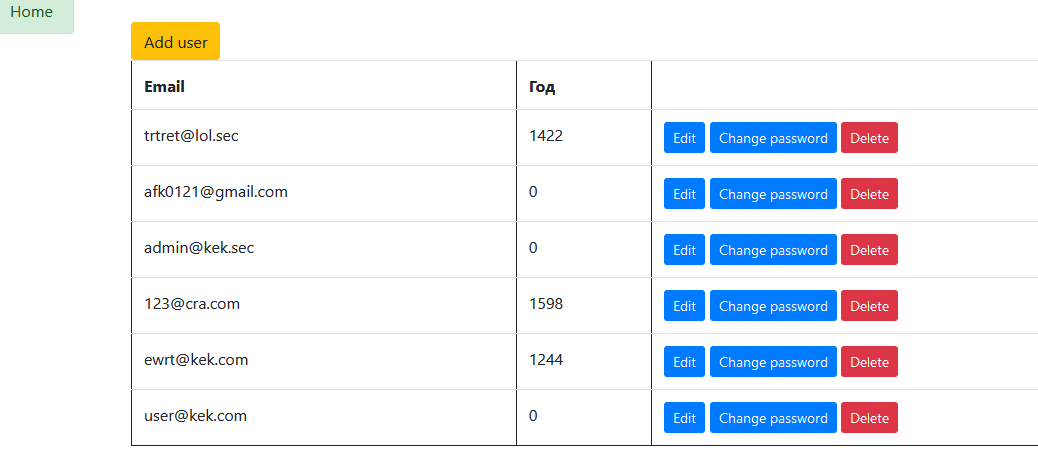 Home
Add user
Email Год
trtret@lol.sec 1422 Edit Change password Delete
afk0121@gmail.com 0 Edit Change password Delete
admin@kek.sec 0 Edit Change password Delete
123@cra.com 1598 Edit Change password Delete
ewrt@kek.com 1244 Edit Change password Delete
user@kek.com 0 Edit Change password Delete